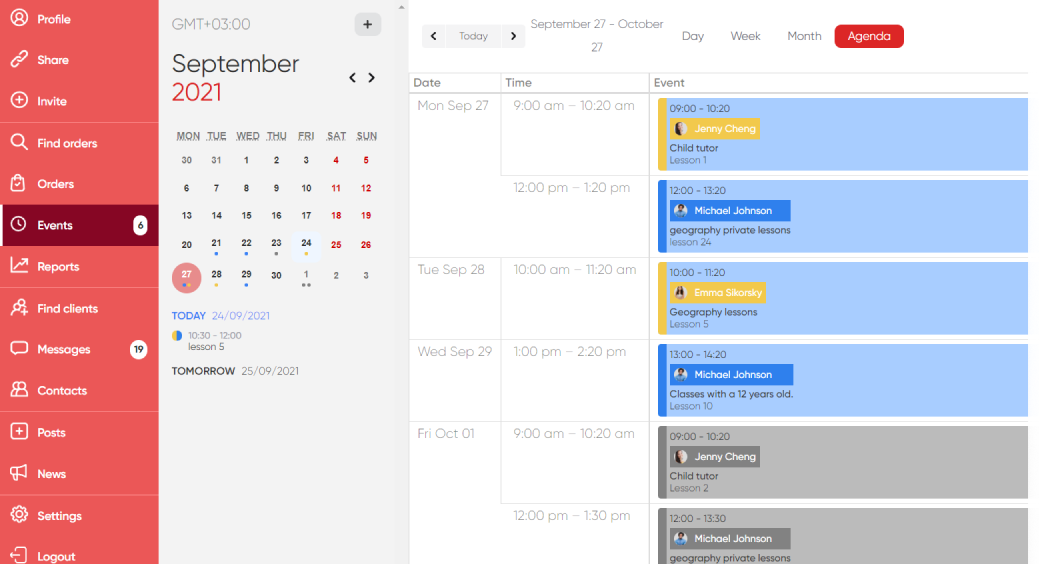 Profile
Share
Invite
Find orders
Orders
Events 6
Reports
Find clients
Messages 19
Contacts
Posts
News
Settings
Logout
GMT+03:00 +
September
2021
MON TUE WED THU FRI SAT SUN
30 31 1 2 3 4 5
6 7 8 9 10 11 12
13 14 15 16 17 18 19
20 21 22 23 24 25 26
27 28 29 30 1 2 3
TODAY 24/09/2021
10:30 - 12:00
lesson 5
TOMORROW 25/09/2021
Today
September 27 - October
27
Day Week Month Agenda
Date Time Event
Mon Sep 27 9:00 am – 10:20 am
09:00 - 10:20
Jenny Cheng
Child tutor
Lesson 1
12:00 pm – 1:20 pm
12:00 - 13:20
Michael Johnson
geography private lessons
lesson 24
Tue Sep 28 10:00 am – 11:20 am
10:00 - 11:20
Emma Sikorsky
Geography lessons
Lesson 5
Wed Sep 29 1:00 pm – 2:20 pm
13:00 - 14:20
Michael Johnson
Classes with a 12 years old.
Lesson 10
Fri Oct 01 9:00 am – 10:20 am
09:00 - 10:20
Jenny Cheng
Child tutor
Lesson 2
12:00 pm – 1:30 pm
12:00 - 13:30
Michael Johnson
geography private lessons